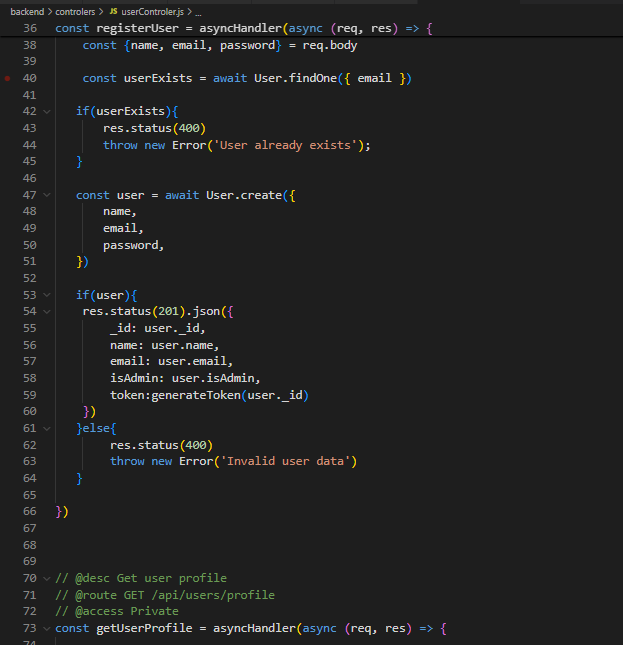 backend > controlers > JS userControler.js > ...
36 const registerUser = asyncHandler(async (req, res) => {
38 const {name, email, password} = req.body
39
40 const userExists = await User.findOne({ email })
41
42 if(userExists){
43 res.status(400)
44 throw new Error('User already exists');
45 }
46
47 const user = await User.create({
48 name,
49 email,
50 password,
51 })
52
53 if(user){
54 res.status(201).json({
55 _id: user._id,
56 name: user.name,
57 email: user.email,
58 isAdmin: user.isAdmin,
59 token:generateToken(user._id)
60 })
61 }else{
62 res.status(400)
63 throw new Error('Invalid user data')
64 }
65
66 })
67
68
69
70 // @desc Get user profile
71 // @route GET /api/users/profile
72 // @access Private
73 const getUserProfile = asyncHandler(async (req, res) => {
74